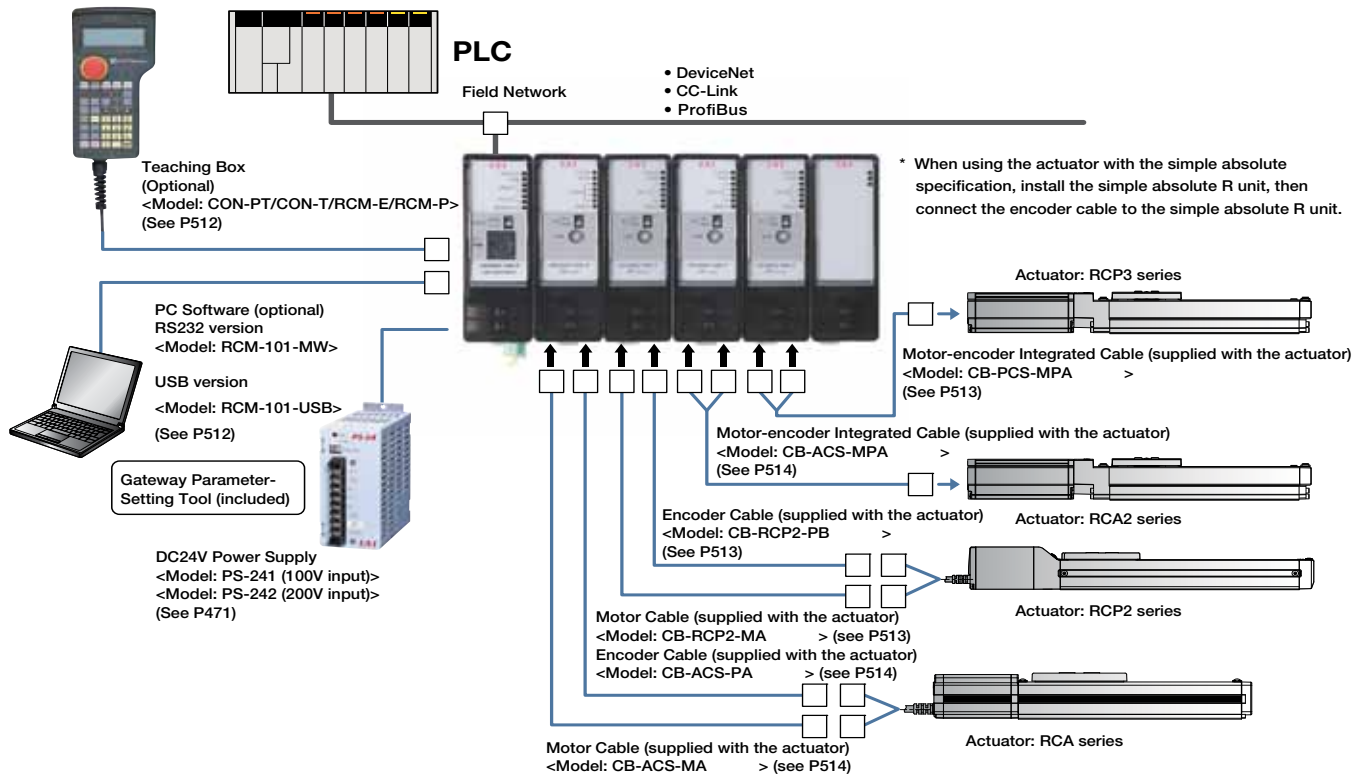 PLC
Field Network
• DeviceNet
• CC-Link
• ProfiBus
Teaching Box
(Optional)
<Model: CON-PT/CON-T/RCM-E/RCM-P>
(See P512)
* When using the actuator with the simple absolute
specification, install the simple absolute R unit, then
connect the encoder cable to the simple absolute R unit.
PC Software (optional)
RS232 version
<Model: RCM-101-MW>
USB version
<Model: RCM-101-USB>
(See P512)
Gateway Parameter-
Setting Tool (included)
DC24V Power Supply
<Model: PS-241 (100V input)>
<Model: PS-242 (200V input)>
(See P471)
Actuator: RCP3 series
Motor-encoder Integrated Cable (supplied with the actuator)
<Model: CB-PCS-MPA >
(See P513)
Motor-encoder Integrated Cable (supplied with the actuator)
<Model: CB-ACS-MPA >
(See P514)
Actuator: RCA2 series
Encoder Cable (supplied with the actuator)
<Model: CB-RCP2-PB >
(See P513)
Actuator: RCP2 series
Motor Cable (supplied with the actuator)
<Model: CB-RCP2-MA > (see P513)
Encoder Cable (supplied with the actuator)
<Model: CB-ACS-PA > (see P514)
Actuator: RCA series
Motor Cable (supplied with the actuator)
<Model: CB-ACS-MA > (see P514)